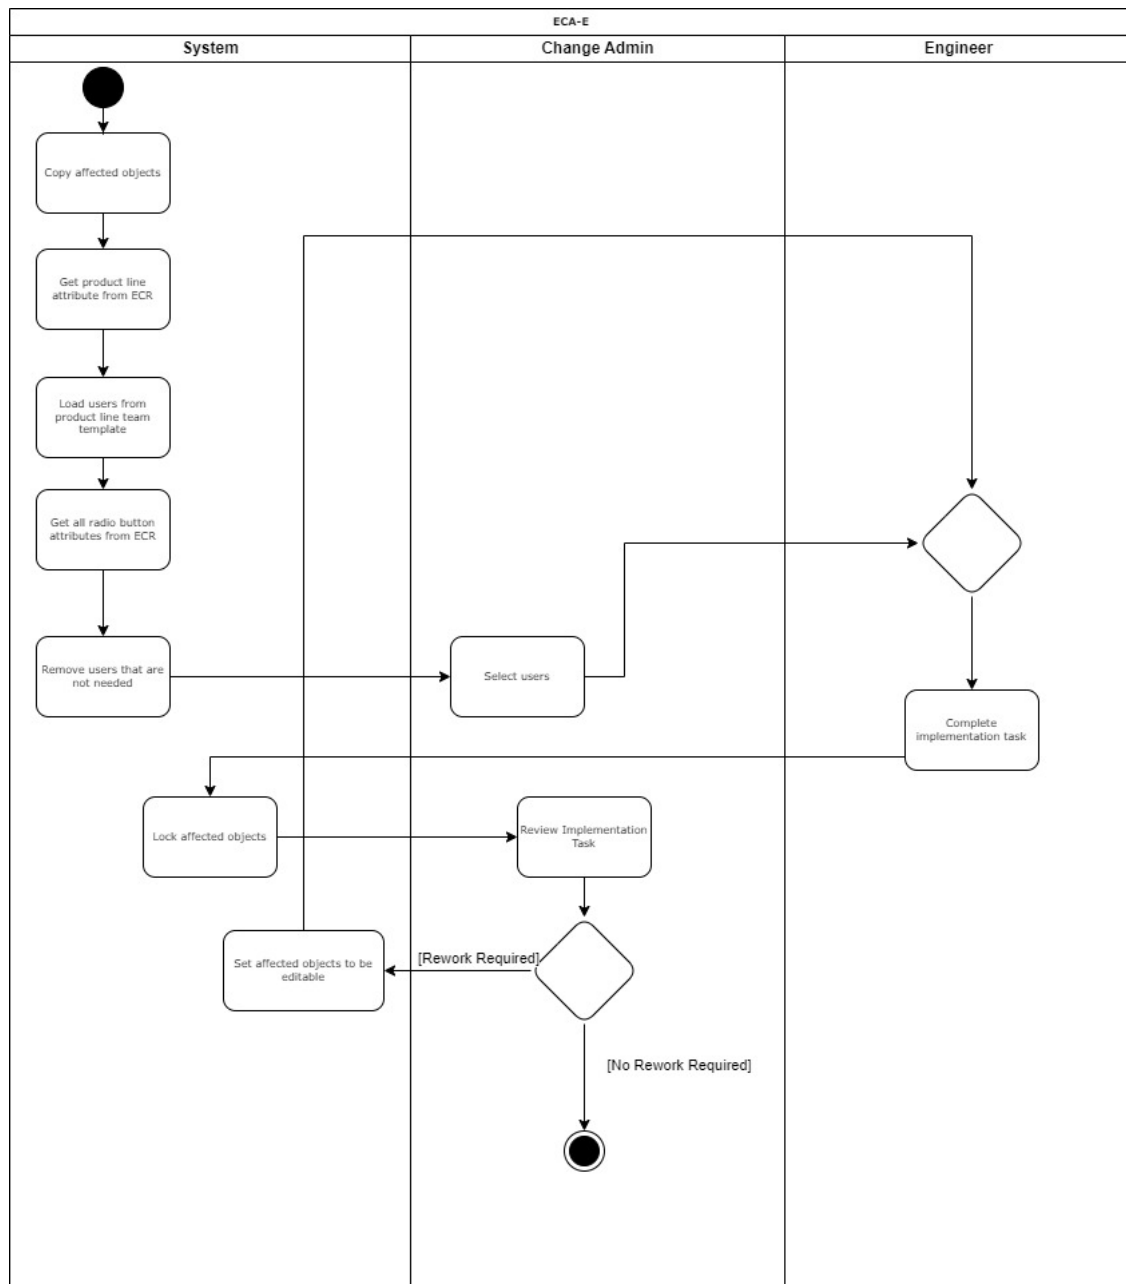 ECA-E
System
Change Admin
Engineer
Copy affected objects
Get product line
attribute from ECR
Load users from
product line team
template
Get all radio button
attributes from ECR
Remove users that are
not needed
Select users
Complete
implementation task
Lock affected objects
Review Implementation
Task
Set affected objects to be
editable
[Rework Required]
[No Rework Required]